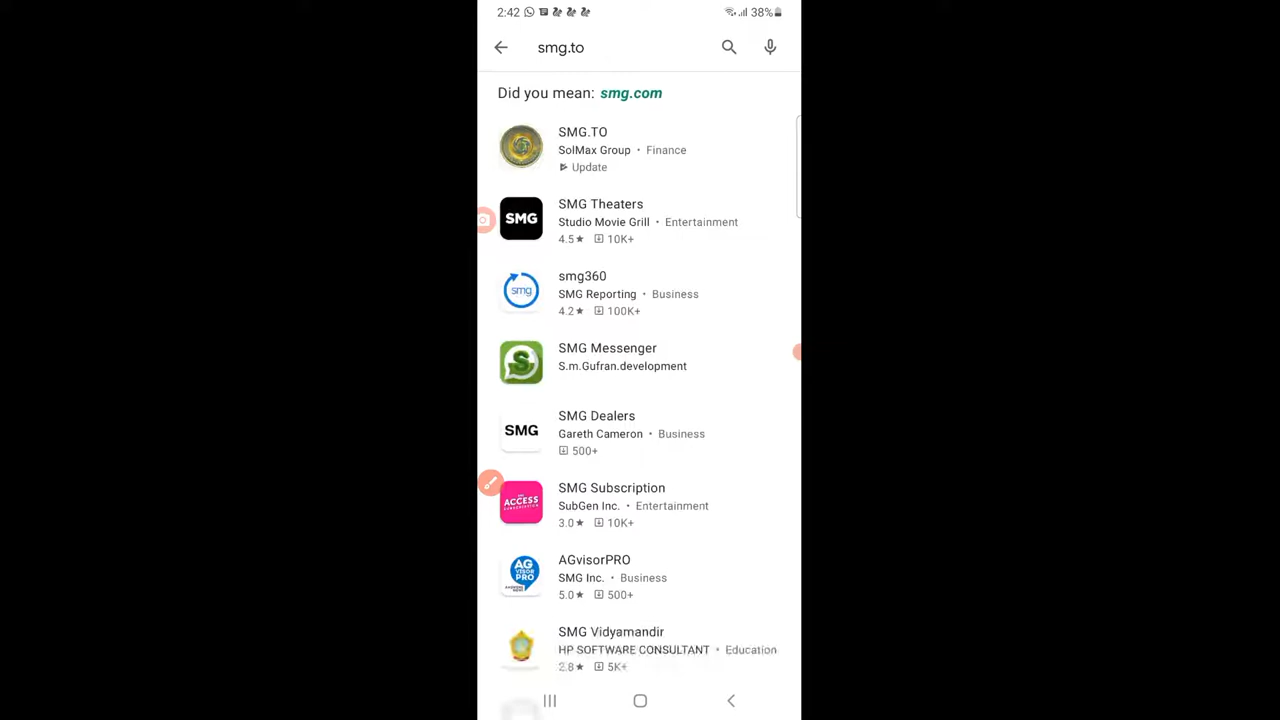 2:42 38%
smg.to
Did you mean: smg.com
SMG.TO
SolMax Group • Finance
Update
SMG
SMG Theaters
Studio Movie Grill • Entertainment
4.5★ 10K+
smg
smg360
SMG Reporting • Business
4.2★ 100K+
S
SMG Messenger
S.m.Gufran.development
SMG
SMG Dealers
Gareth Cameron • Business
500+
ACCESS
SMG Subscription
SubGen Inc. • Entertainment
3.0★ 10K+
AG
VISOR
PRO
AGvisorPRO
SMG Inc. • Business
5.0★ 500+
SMG Vidyamandir
HP SOFTWARE CONSULTANT • Education
2.8★ 5K+